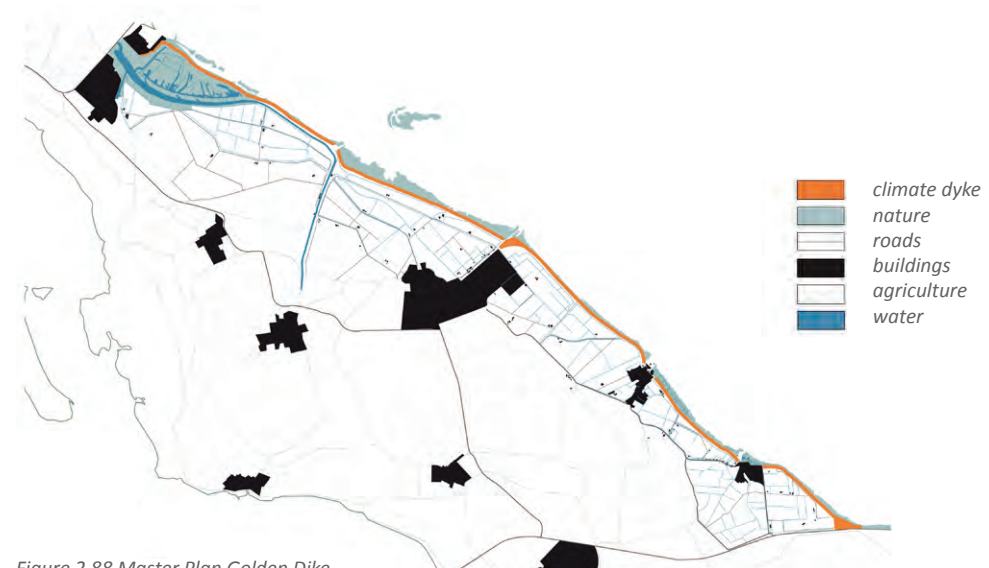 climate dyke
nature
roads
buildings
agriculture
water
Figure 2.88 Master Plan Golden Dike